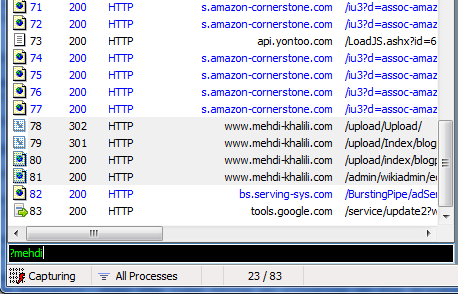 71 200 HTTP s.amazon-cornerstone.com /iu3?d=assoc-amaz
72 200 HTTP s.amazon-cornerstone.com /iu3?d=assoc-amaz
73 200 HTTP api.yontoo.com /LoadJS.ashx?id=6
74 200 HTTP s.amazon-cornerstone.com /iu3?d=assoc-amaz
75 200 HTTP s.amazon-cornerstone.com /iu3?d=assoc-amaz
76 200 HTTP s.amazon-cornerstone.com /iu3?d=assoc-amaz
77 200 HTTP s.amazon-cornerstone.com /iu3?d=assoc-amaz
78 302 HTTP www.mehdi-khalili.com /upload/Upload/
79 301 HTTP www.mehdi-khalili.com /upload/Index/blog
80 200 HTTP www.mehdi-khalili.com /upload/index/blogp
81 200 HTTP www.mehdi-khalili.com /admin/wikiadmin/ec
82 200 HTTP bs.serving-sys.com /BurstingPipe/adSer
83 200 HTTP tools.google.com /service/update2?w
?mehdi
Capturing All Processes 23 / 83